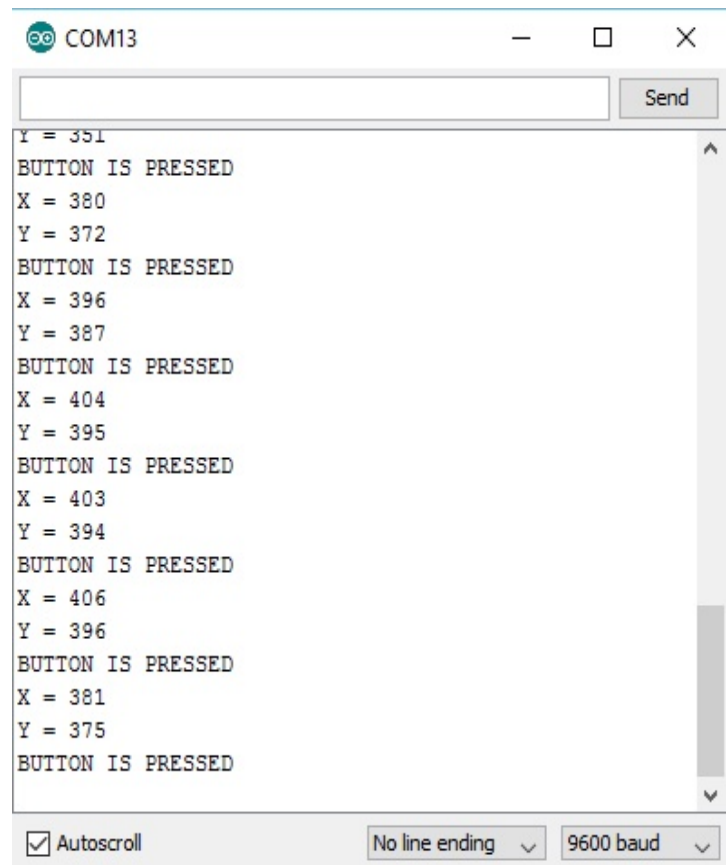 COM13
Send
Y = 351
BUTTON IS PRESSED
X = 380
Y = 372
BUTTON IS PRESSED
X = 396
Y = 387
BUTTON IS PRESSED
X = 404
Y = 395
BUTTON IS PRESSED
X = 403
Y = 394
BUTTON IS PRESSED
X = 406
Y = 396
BUTTON IS PRESSED
X = 381
Y = 375
BUTTON IS PRESSED
Autoscroll No line ending 9600 baud